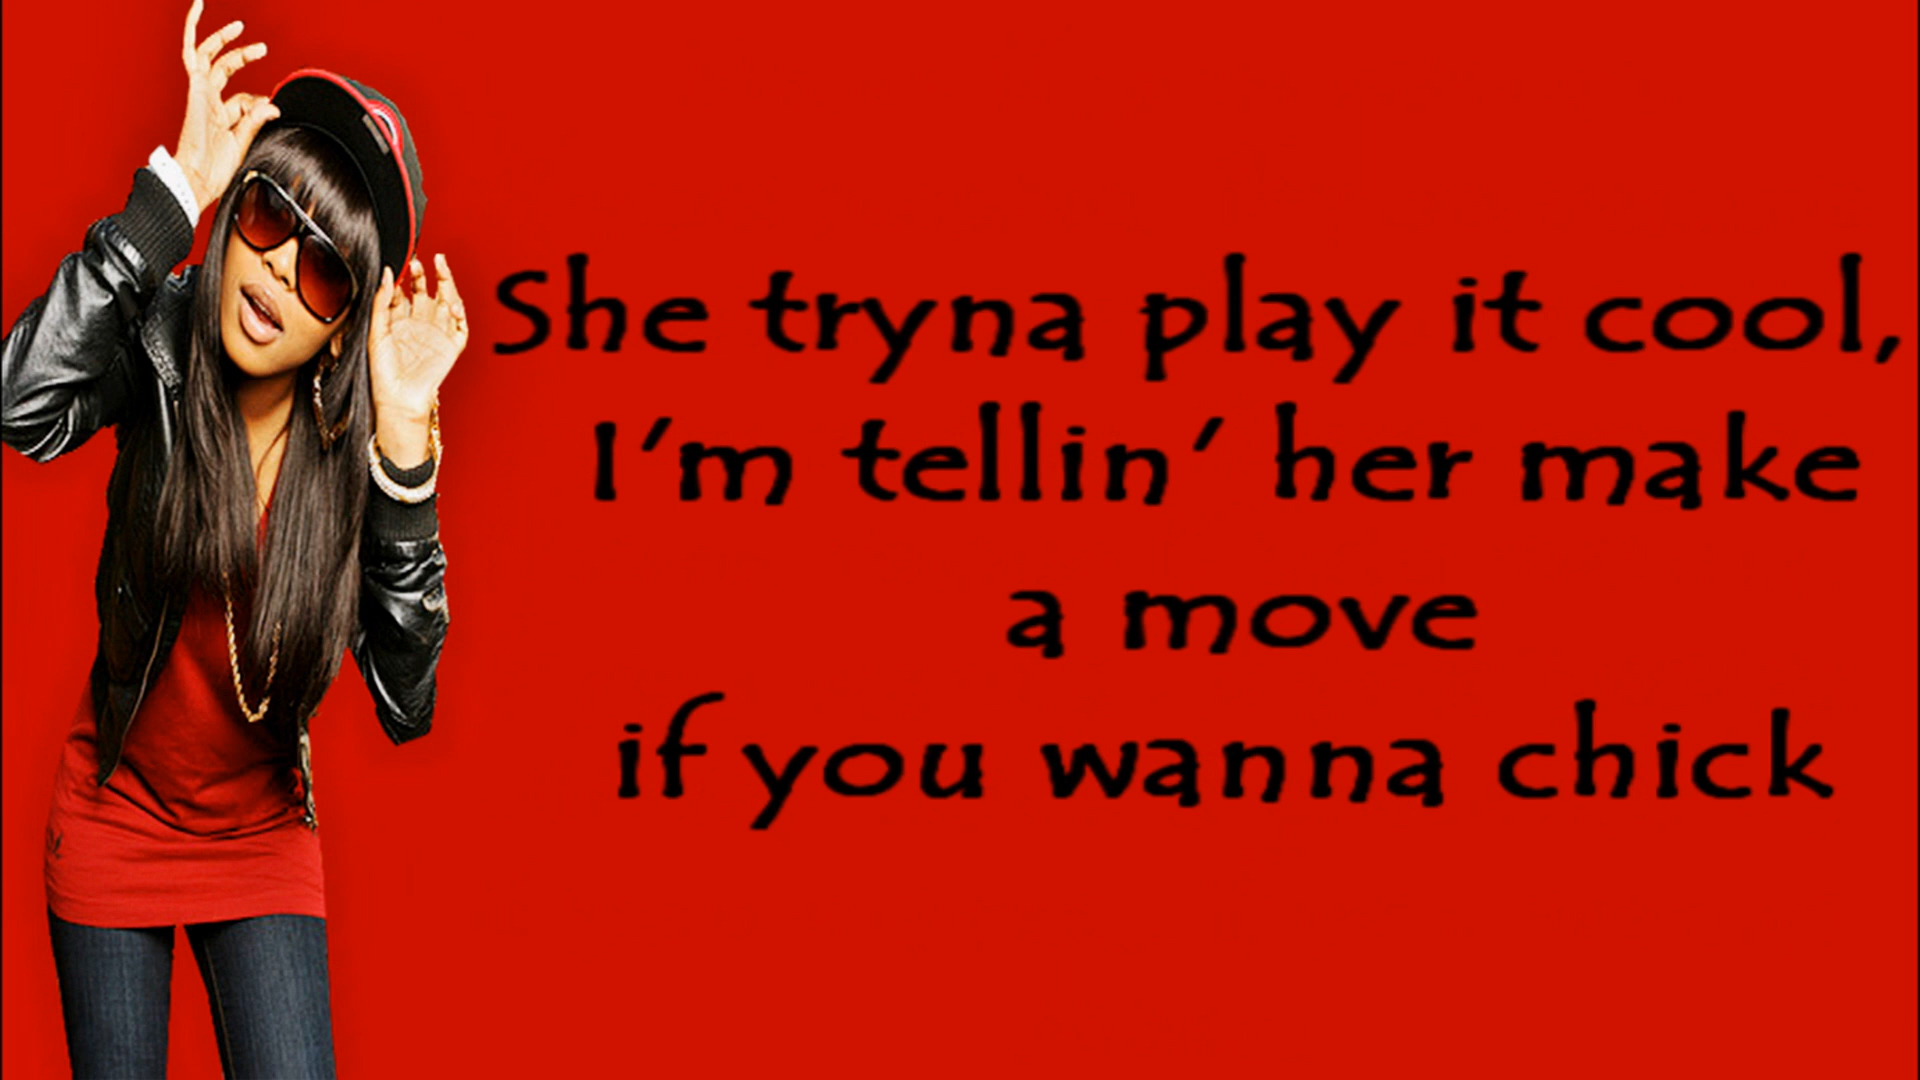 She tryna play it cool,
I'm tellin' her make
a move
if you wanna chick